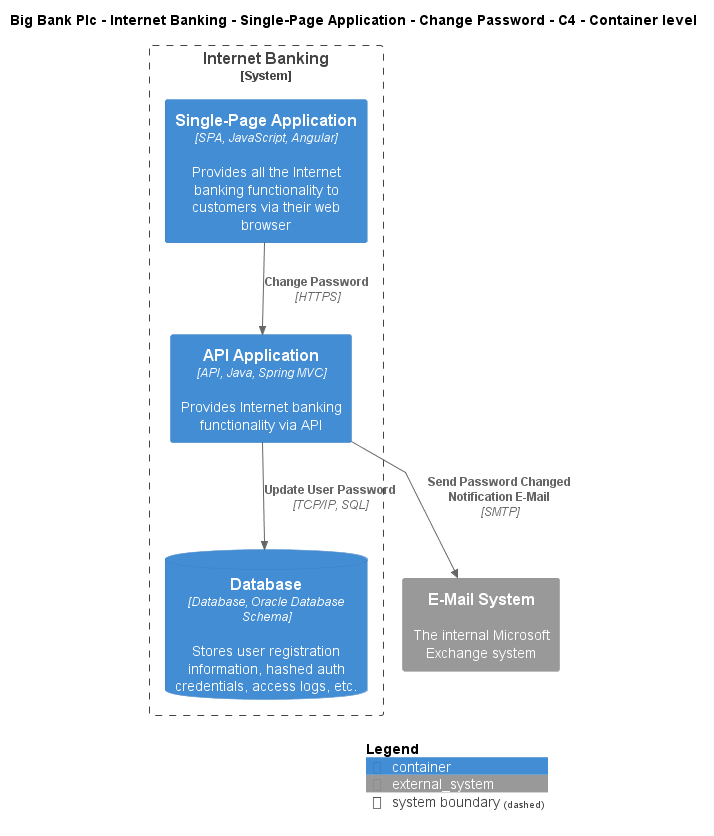 Big Bank Plc - Internet Banking - Single-Page Application - Change Password - C4 - Container level
Internet Banking
[System]
Single-Page Application
[SPA, JavaScript, Angular]
Provides all the Internet
banking functionality to
customers via their web
browser
Change Password
[HTTPS]
API Application
[API, Java, Spring MVC]
Provides Internet banking
functionality via API
Update User Password
[TCP/IP, SQL]
Send Password Changed
Notification E-Mail
[SMTP]
Database
[Database, Oracle Database
Schema]
Stores user registration
information, hashed auth
credentials, access logs, etc.
E-Mail System
The internal Microsoft
Exchange system
Legend
container
external_system
system boundary (dashed)